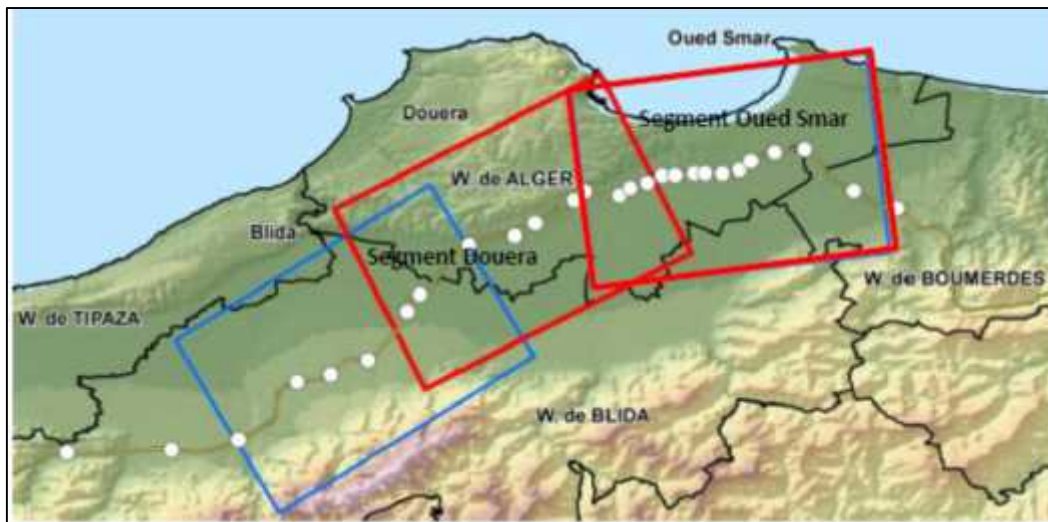 Oued Smar
Douera
Segment Oued Smar
W. de ALGER
Blida
Segment Douera
W. de BOUMERDES
W. de TIPAZA
W. de BLIDA